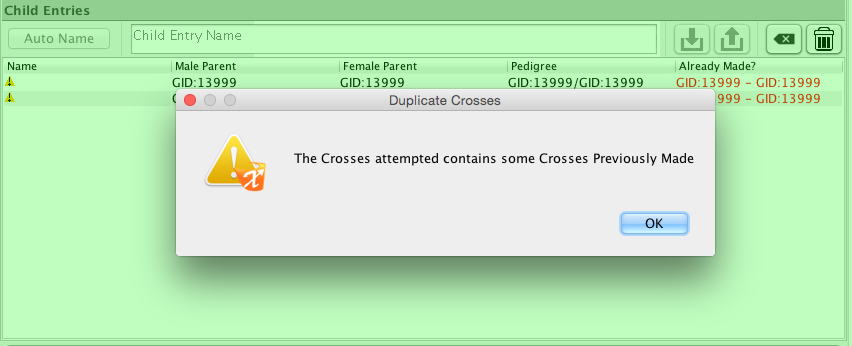 Child Entries
Auto Name
Child Entry Name
Name Male Parent Female Parent Pedigree Already Made?
GID:13999 GID:13999 GID:13999/GID:13999 GID:13999 - GID:13999
999 - GID:13999
Duplicate Crosses
The Crosses attempted contains some Crosses Previously Made
OK